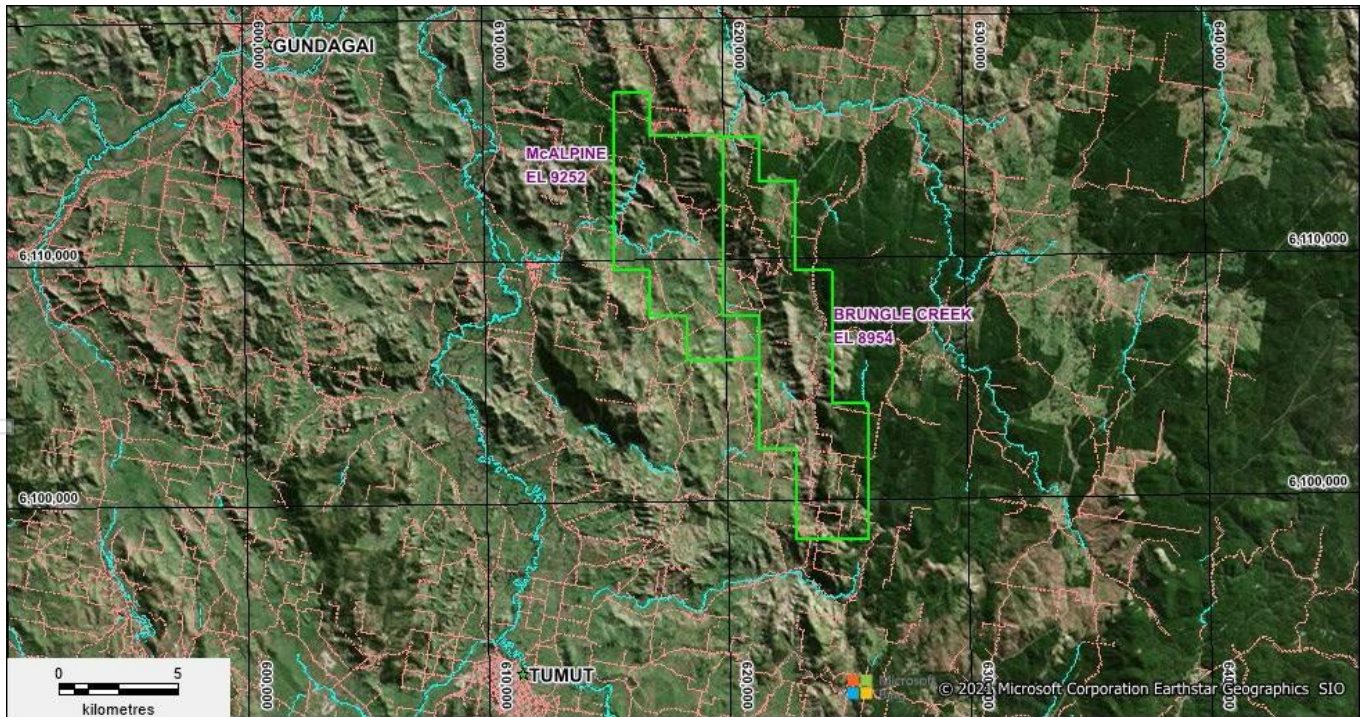 GUNDAGAI
600,000
610,000
620,000
630,000
640,000
McALPINE
EL 9252
6,110,000
6,110,000
BRUNGLE CREEK
EL 8954
6,100,000
6,100,000
TUMUT
600,000
610,000
620,000
630,000
640,000
0 5
kilometres
Microsoft
© 2021 Microsoft Corporation Earthstar Geographics SIO